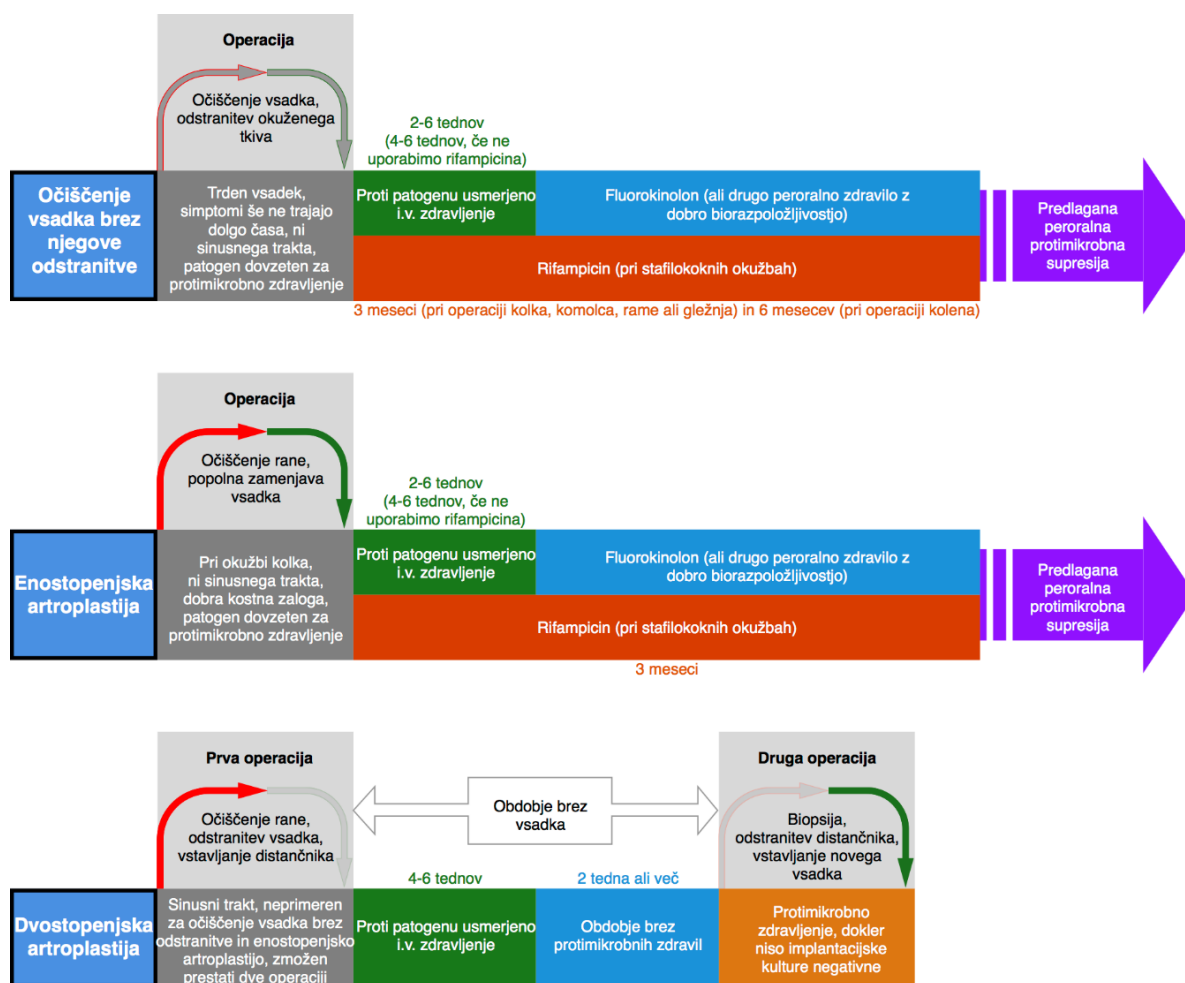 Operacija
Očiščenje vsadka,
odstranitev okuženega
tkiva
2-6 tednov
(4-6 tednov, če ne
uporabimo rifampicina)
Očiščenje
vsadka brez
njegove
odstranitve
Trden vsadek,
simptomi še ne trajajo
dolgo časa, ni
sinusnega trakta,
patogen dovzeten za
protimikrobno zdravljenje
Proti patogenu usmerjeno
i.v. zdravljenje
Fluorokinolon (ali drugo peroralno zdravilo z
dobro biorazpoložljivostjo)
Rifampicin (pri stafilokoknih okužbah)
Predlagana
peroralna
protimikrobna
supresija
3 meseci (pri operaciji kolka, komolca, rame ali gležnja) in 6 mesecev (pri operaciji kolena)
Operacija
Očiščenje rane,
popolna zamenjava
vsadka
2-6 tednov
(4-6 tednov, če ne
uporabimo rifampicina)
Enostopenjska
artroplastija
Pri okužbi kolka,
ni sinusnega trakta,
dobra kostna zaloga,
patogen dovzeten za
protimikrobno zdravljenje
Proti patogenu usmerjeno
i.v. zdravljenje
Fluorokinolon (ali drugo peroralno zdravilo z
dobro biorazpoložljivostjo)
Rifampicin (pri stafilokoknih okužbah)
Predlagana
peroralna
protimikrobna
supresija
3 meseci
Prva operacija
Očiščenje rane,
odstranitev vsadka,
vstavljanje distančnika
Obdobje brez
vsadka
Druga operacija
Biopsija,
odstranitev distančnika,
vstavljanje novega
vsadka
4-6 tednov
2 tedna ali več
Dvostopenjska
artroplastija
Sinusni trakt, neprimeren
za očiščenje vsadka brez
odstranitve in enostopenjsko
artroplastijo, zmožen
prestati dve operaciji
Proti patogenu usmerjeno
i.v. zdravljenje
Obdobje brez
protimikrobnih zdravil
Protimikrobno
zdravljenje, dokler
niso implantacijske
kulture negativne